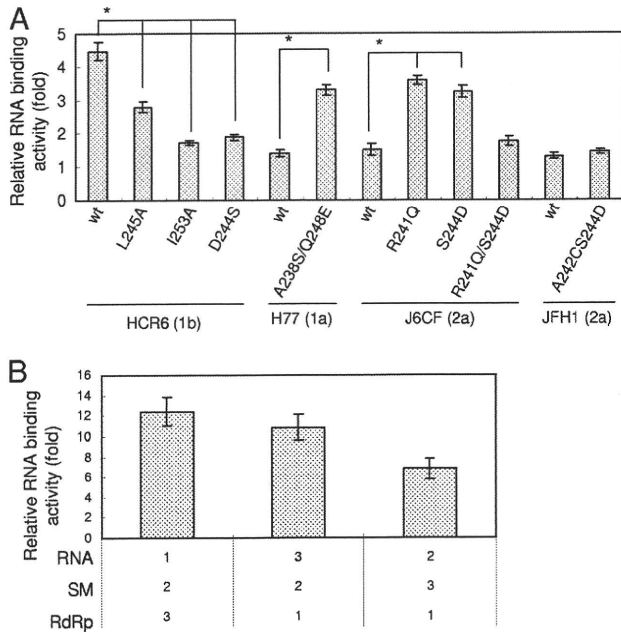 A
Relative RNA binding
activity (fold)
5
4
3
2
1
0
*
*
*
wt
L245A
I253A
D244S
wt
A238S/Q248E
wt
R241Q
S244D
R241Q/S244D
wt
A242CS244D
HCR6 (1b)
H77 (1a)
J6CF (2a)
JFH1 (2a)
B
Relative RNA binding
activity (fold)
16
14
12
10
8
6
4
2
0
RNA 1 3 2
SM 2 2 3
RdRp 3 1 1